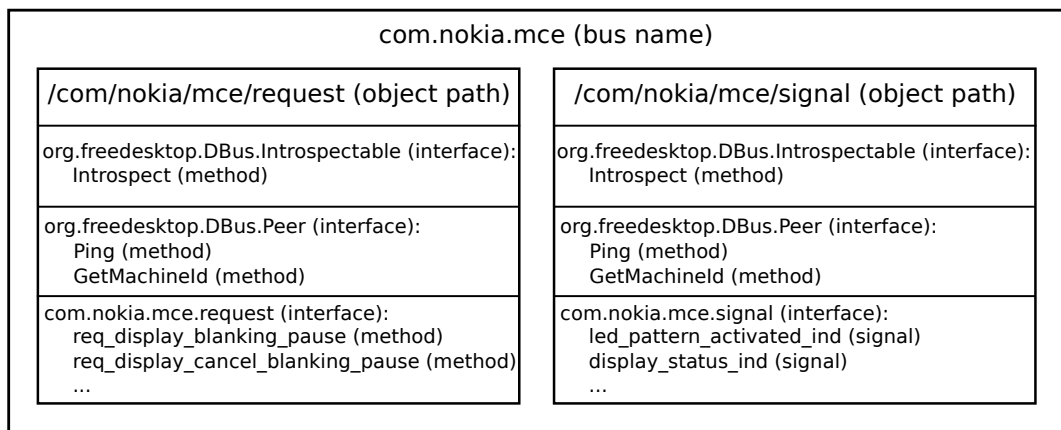 com.nokia.mce (bus name)
/com/nokia/mce/request (object path)
org.freedesktop.DBus.Introspectable (interface):
Introspect (method)
org.freedesktop.DBus.Peer (interface):
Ping (method)
GetMachineId (method)
com.nokia.mce.request (interface):
req_display_blanking_pause (method)
req_display_cancel_blanking_pause (method)
...
/com/nokia/mce/signal (object path)
org.freedesktop.DBus.Introspectable (interface):
Introspect (method)
org.freedesktop.DBus.Peer (interface):
Ping (method)
GetMachineId (method)
com.nokia.mce.signal (interface):
led_pattern_activated_ind (signal)
display_status_ind (signal)
...